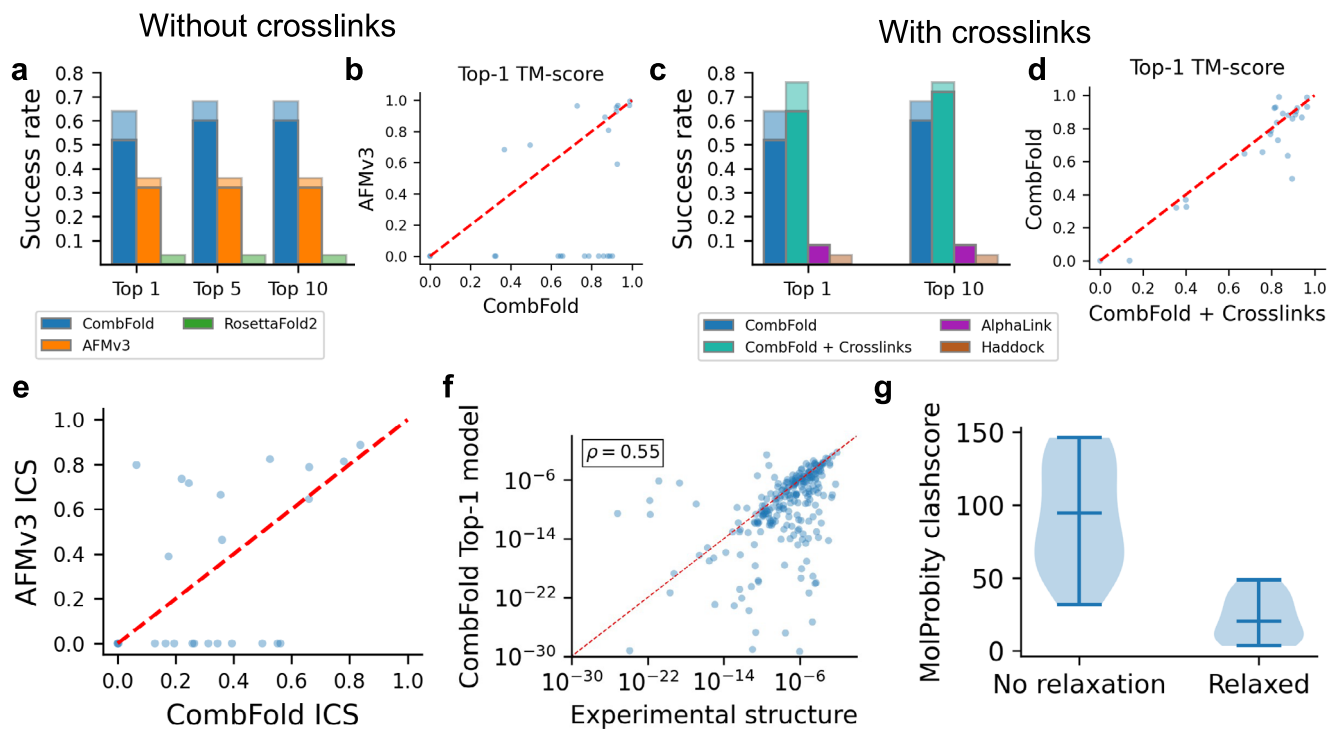 Without crosslinks
With crosslinks
a
Success rate
0.8
0.7
0.6
0.5
0.4
0.3
0.2
0.1
Top 1
Top 5
Top 10
CombFold
RosettaFold2
AFMv3
b
Top-1 TM-score
AFMv3
1.0
0.8
0.6
0.4
0.2
0.0
0.0
0.2
0.4
0.6
0.8
1.0
CombFold
c
Success rate
0.8
0.7
0.6
0.5
0.4
0.3
0.2
0.1
Top 1
Top 10
CombFold
AlphaLink
CombFold + Crosslinks
Haddock
d
Top-1 TM-score
CombFold
1.0
0.8
0.6
0.4
0.2
0.0
0.0
0.2
0.4
0.6
0.8
1.0
CombFold + Crosslinks
e
AFMv3 ICS
1.0
0.8
0.6
0.4
0.2
0.0
0.0
0.2
0.4
0.6
0.8
1.0
CombFold ICS
f
CombFold Top-1 model
ρ = 0.55
10⁻⁶
10⁻¹⁴
10⁻²²
10⁻³⁰
10⁻³⁰
10⁻²²
10⁻¹⁴
10⁻⁶
Experimental structure
g
MolProbity clashscore
150
100
50
0
No relaxation
Relaxed